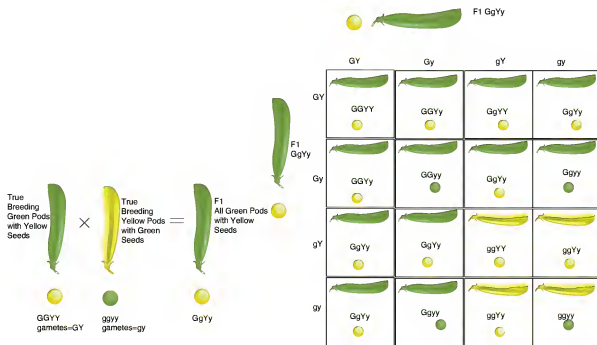 F1 GgYy
GY Gy gY gy
GY
GGYY GGYy GgYY GgYy
F1
GgYy
Gy
GGYy GGyy GgYy Ggyy
True
Breeding
Green Pods
with Yellow
Seeds
True
Breeding
Yellow Pods
with Green
Seeds
F1
All Green Pods
with Yellow
Seeds
× =
gY
GgYy GgYy ggYY ggYy
GGYY
gametes=GY
ggyy
gametes=gy
GgYy
gy
GgYy Ggyy ggYy ggyy